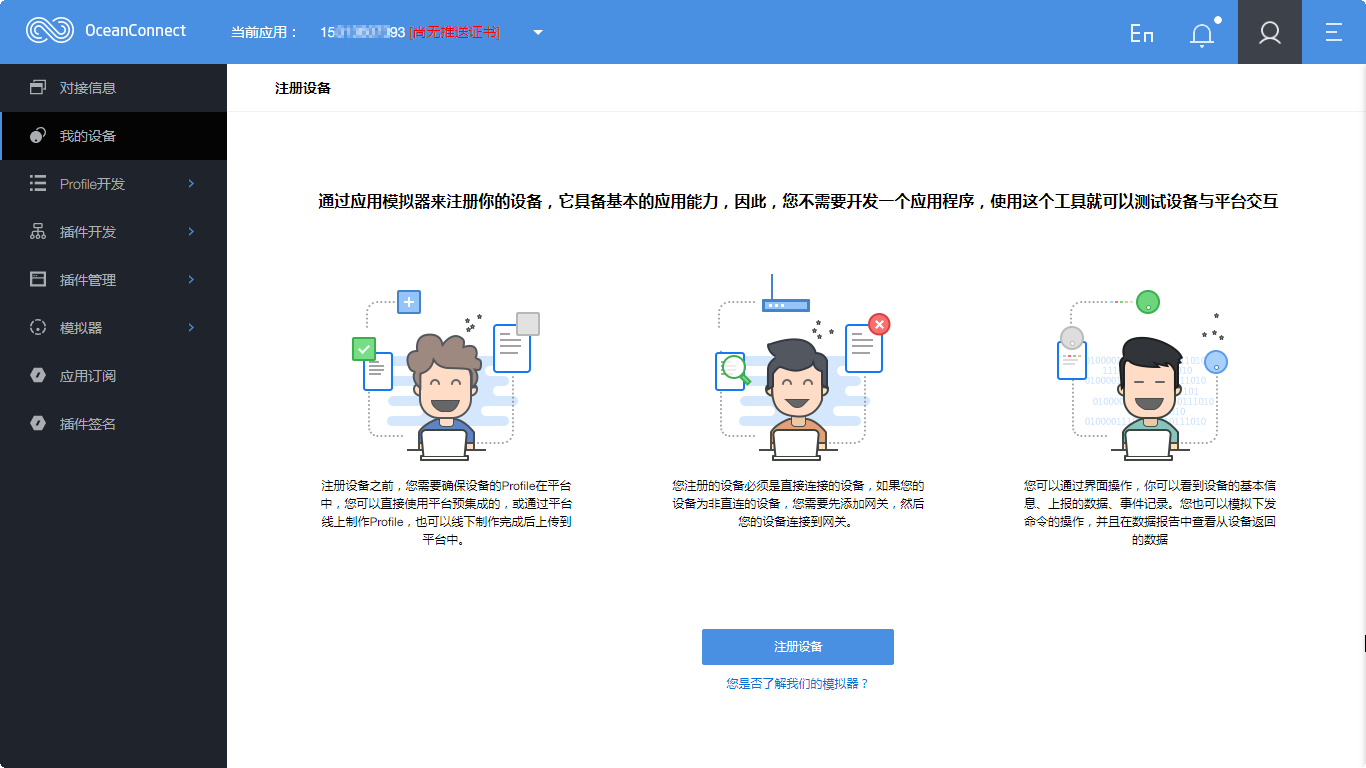 OceanConnect
当前应用： 15 93 [尚无推送证书]
En
对接信息
我的设备
Profile开发
插件开发
插件管理
模拟器
应用订阅
插件签名
注册设备
通过应用模拟器来注册你的设备，它具备基本的应用能力，因此，您不需要开发一个应用程序，使用这个工具就可以测试设备与平台交互
注册设备之前，您需要确保设备的Profile在平台
中，您可以直接使用平台预集成的，或通过平台
线上制作Profile，也可以线下制作完成后上传到
平台中。
您注册的设备必须是直接连接的设备，如果您的
设备为非直连的设备，您需要先添加网关，然后
您的设备连接到网关。
您可以通过界面操作，你可以看到设备的基本信
息、上报的数据、事件记录。您也可以模拟下发
命令的操作，并且在数据报告中查看从设备返回
的数据
注册设备
您是否了解我们的模拟器？